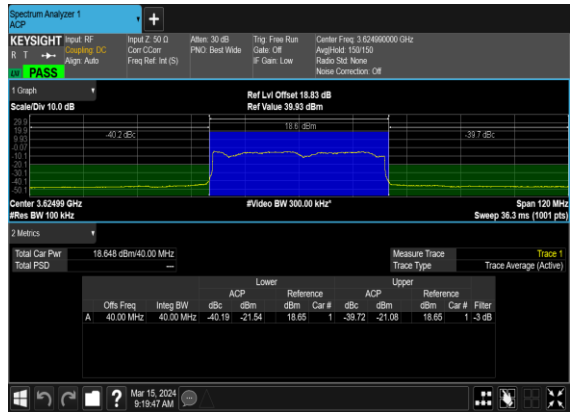 Spectrum Analyzer 1
ACP
KEYSIGHT Input: RF Input Z: 50 Ω Atten: 30 dB Trig: Free Run Center Freq: 3.624990000 GHz
R T Coupling: DC Corr CCorr PNO: Best Wide Gate: Off Avg|Hold: 150/150
Align: Auto Freq Ref: Int (S) IF Gain: Low Radio Std: None
PASS Noise Correction: Off
1 Graph Ref Lvl Offset 18.83 dB
Scale/Div 10.0 dB Ref Value 39.93 dBm
29.9
19.9 18.6 dBm
9.93 -40.2 dBc -39.7 dBc
-0.07
-10.1
-20.1
-30.1
-40.1
-50.1
Center 3.62499 GHz #Video BW 300.00 kHz* Span 120 MHz
#Res BW 100 kHz Sweep 36.3 ms (1001 pts)
2 Metrics
Total Car Pwr 18.648 dBm/40.00 MHz Measure Trace Trace 1
Total PSD --- Trace Type Trace Average (Active)
Lower Upper
ACP Reference ACP Reference
Offs Freq Integ BW dBc dBm dBm Car # dBc dBm dBm Car # Filter
A 40.00 MHz 40.00 MHz -40.19 -21.54 18.65 1 -39.72 -21.08 18.65 1 -3 dB
Mar 15, 2024
9:19:47 AM